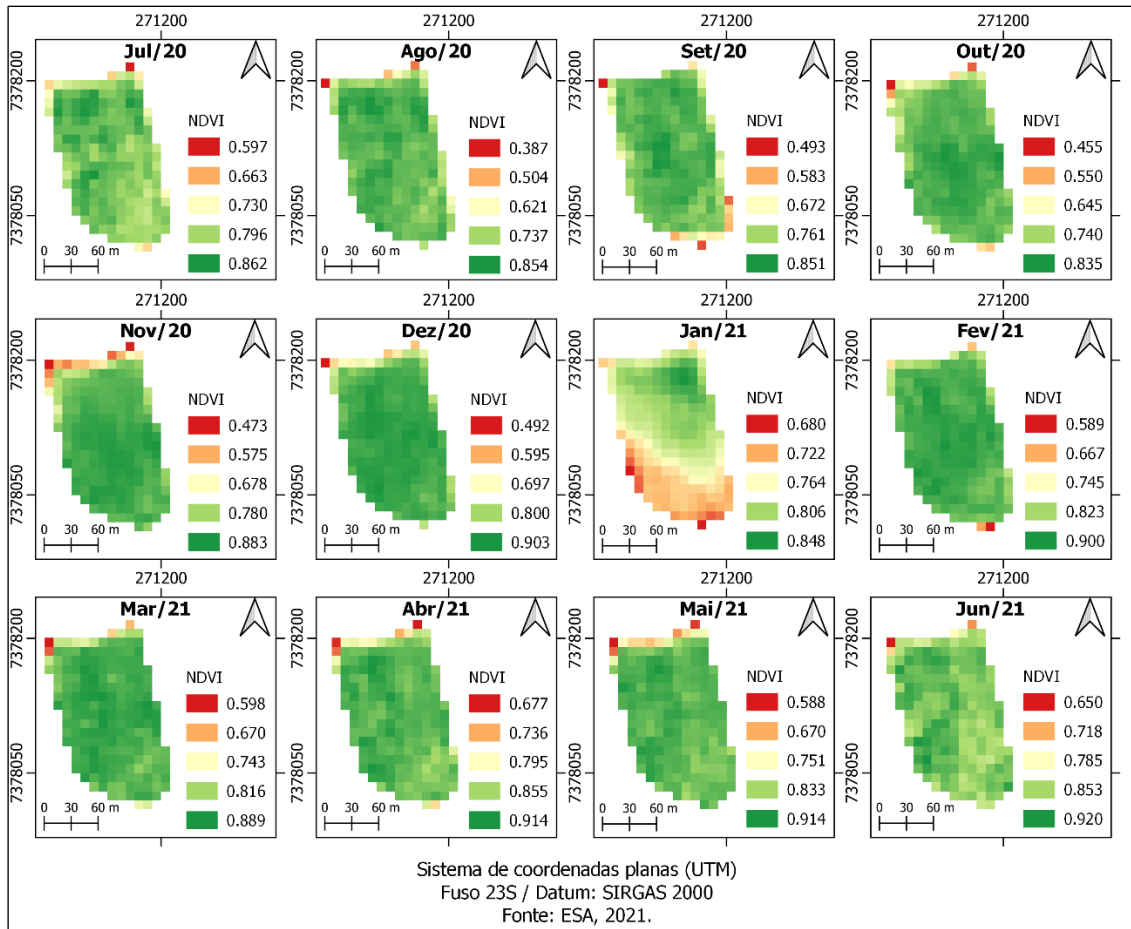 271200 271200 271200 271200
Jul/20 Ago/20 Set/20 Out/20
7378200
7378050
NDVI
0.597
0.663
0.730
0.796
0.862
0 30 60 m
NDVI
0.387
0.504
0.621
0.737
0.854
0 30 60 m
NDVI
0.493
0.583
0.672
0.761
0.851
0 30 60 m
7378200
7378050
NDVI
0.455
0.550
0.645
0.740
0.835
0 30 60 m
7378200
7378050
7378200
7378050
271200 271200 271200 271200
Nov/20 Dez/20 Jan/21 Fev/21
7378200
7378050
NDVI
0.473
0.575
0.678
0.780
0.883
0 30 60 m
7378200
7378050
NDVI
0.492
0.595
0.697
0.800
0.903
0 30 60 m
7378200
7378050
NDVI
0.680
0.722
0.764
0.806
0.848
0 30 60 m
7378200
7378050
NDVI
0.589
0.667
0.745
0.823
0.900
0 30 60 m
271200 271200 271200 271200
Mar/21 Abr/21 Mai/21 Jun/21
7378200
7378050
NDVI
0.598
0.670
0.743
0.816
0.889
0 30 60 m
7378200
7378050
NDVI
0.677
0.736
0.795
0.855
0.914
0 30 60 m
7378200
7378050
NDVI
0.588
0.670
0.751
0.833
0.914
0 30 60 m
7378200
7378050
NDVI
0.650
0.718
0.785
0.853
0.920
0 30 60 m
Sistema de coordenadas planas (UTM)
Fuso 23S / Datum: SIRGAS 2000
Fonte: ESA, 2021.